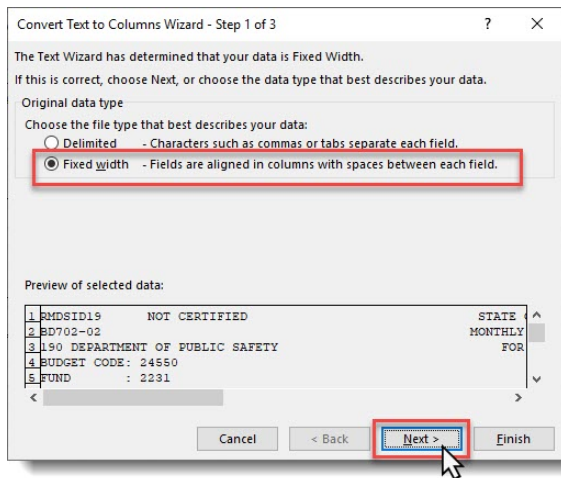 Convert Text to Columns Wizard - Step 1 of 3 ? ×
The Text Wizard has determined that your data is Fixed Width.
If this is correct, choose Next, or choose the data type that best describes your data.
Original data type
Choose the file type that best describes your data:
Delimited - Characters such as commas or tabs separate each field.
Fixed width - Fields are aligned in columns with spaces between each field.
Preview of selected data:
1 RMDSID19 NOT CERTIFIED STATE
2 BD702-02 MONTHLY
3 190 DEPARTMENT OF PUBLIC SAFETY FOR
4 BUDGET CODE: 24550
5 FUND : 2231
Cancel < Back Next > Finish